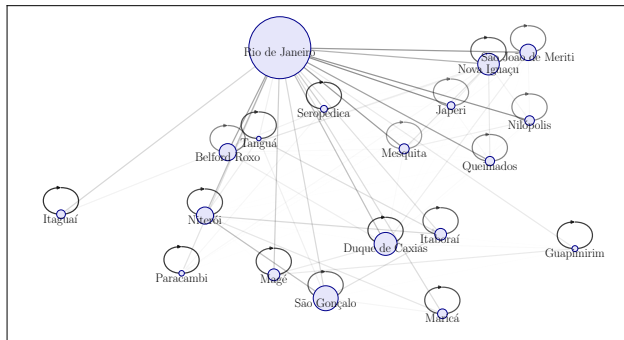 Rio de Janeiro
São João de Meriti
Nova Iguaçu
Seropédica
Japeri
Nilópolis
Tanguá
Belford Roxo
Mesquita
Queimados
Itaguaí
Niterói
Itaboraí
Duque de Caxias
Guapimirim
Paracambi
Magé
São Gonçalo
Maricá